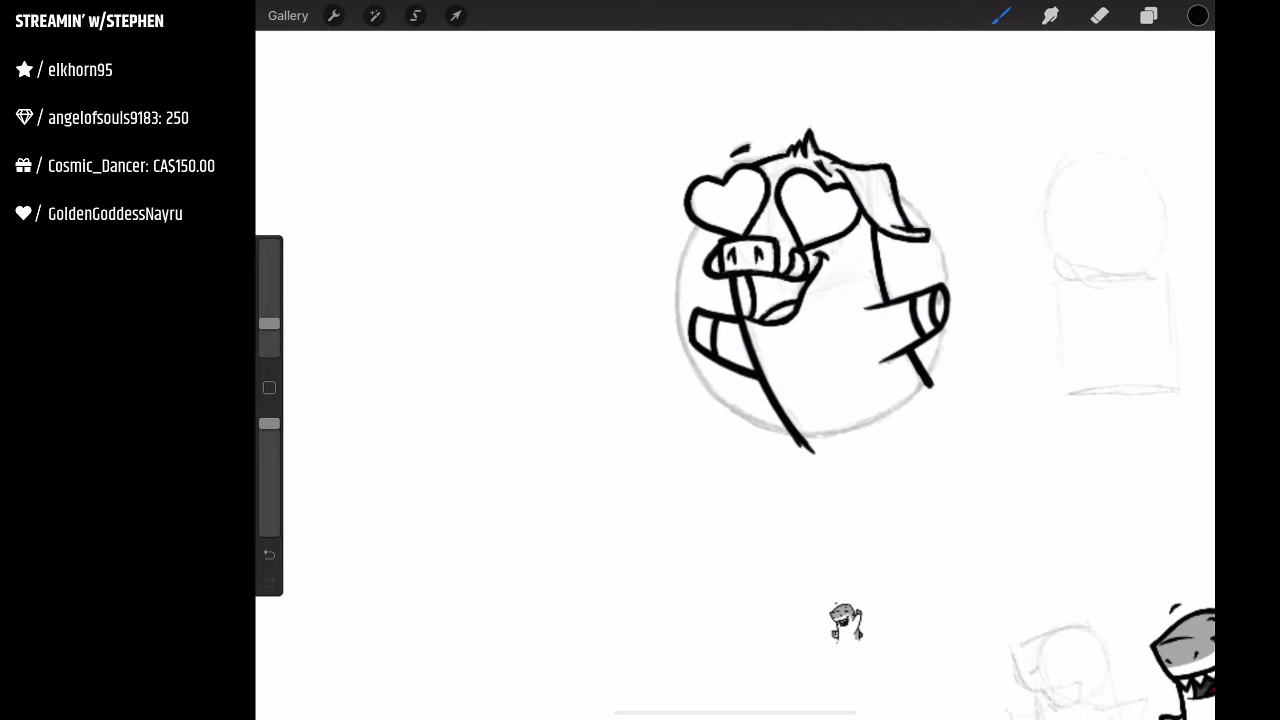 STREAMIN' w/STEPHEN
Gallery
/ elkhorn95
/ angelofsouls9183: 250
/ Cosmic_Dancer: CA$150.00
/ GoldenGoddessNayru